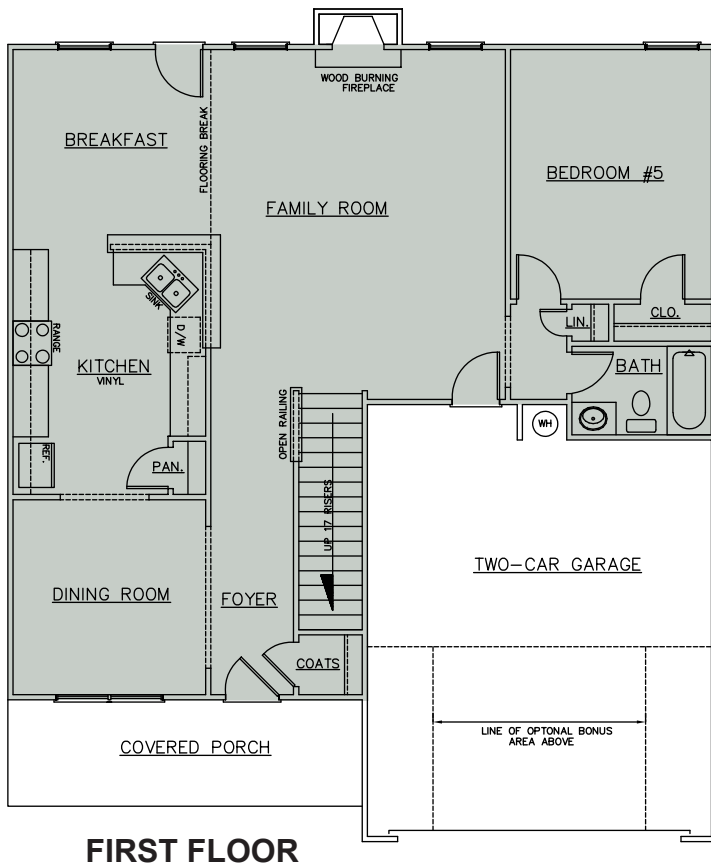 WOOD BURNING
FIREPLACE
BREAKFAST
FLOORING BREAK
FAMILY ROOM
BEDROOM #5
SINK
D/W
RANGE
KITCHEN
VINYL
LIN.
CLO.
BATH
WH
OPEN RAILING
REF.
PAN.
UP 17 RISERS
TWO-CAR GARAGE
DINING ROOM
FOYER
COATS
LINE OF OPTONAL BONUS
AREA ABOVE
COVERED PORCH
FIRST FLOOR